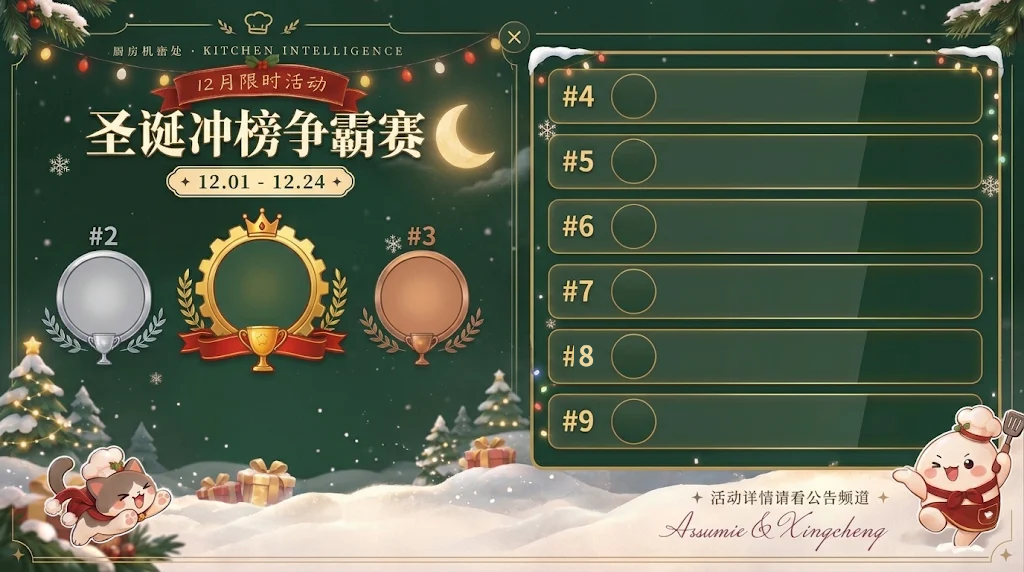 厨房机密处 · KITCHEN INTELLIGENCE
12月限时活动
圣诞冲榜争霸赛
12.01 - 12.24
#2
#3
#4
#5
#6
#7
#8
#9
活动详情请看公告频道
Assumie & Xingcheng